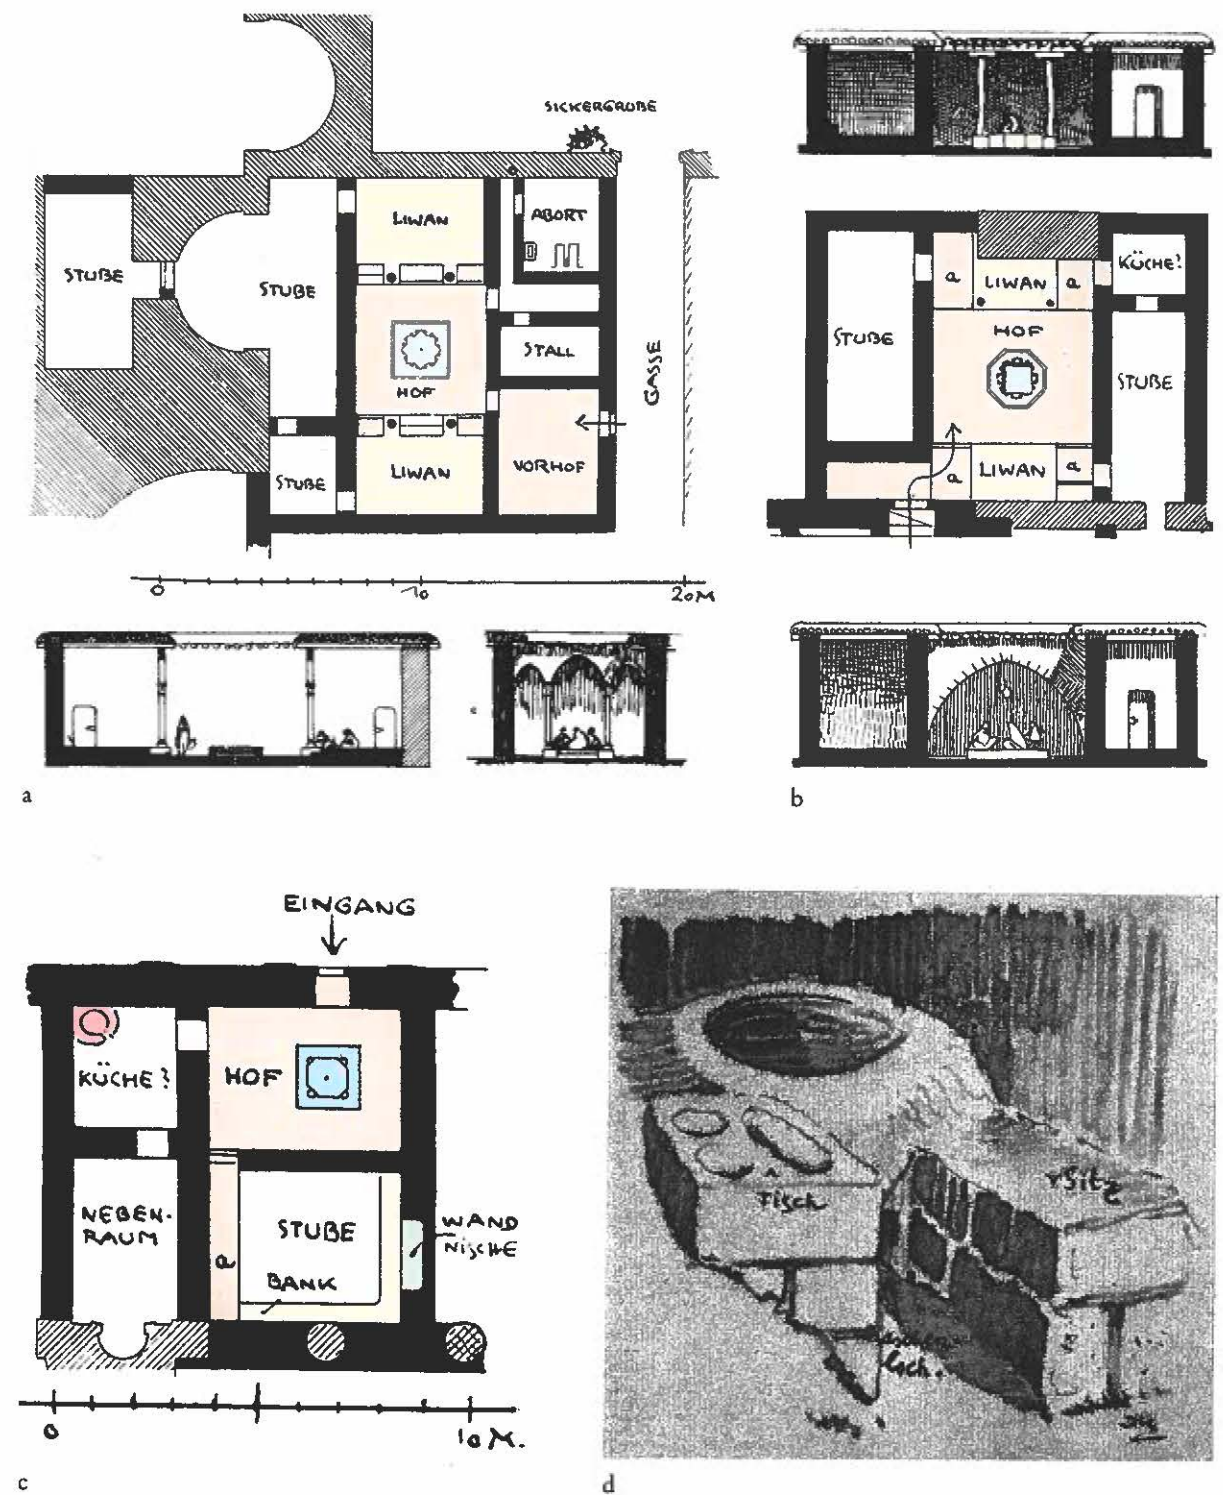 SICKERGRUBE
LIWAN
ABORT
STUBE
STUBE
STALL
HOF
GASSE
LIWAN
VORHOF
STUBE
0
10
20 M
a
KÜCHE?
a
LIWAN
a
HOF
STUBE
STUBE
a
LIWAN
a
b
EINGANG
KÜCHE?
HOF
NEBEN-
RAUM
STUBE
WAND
NISCHE
a
BANK
0
10 M.
c
Sitz
Tisch
d